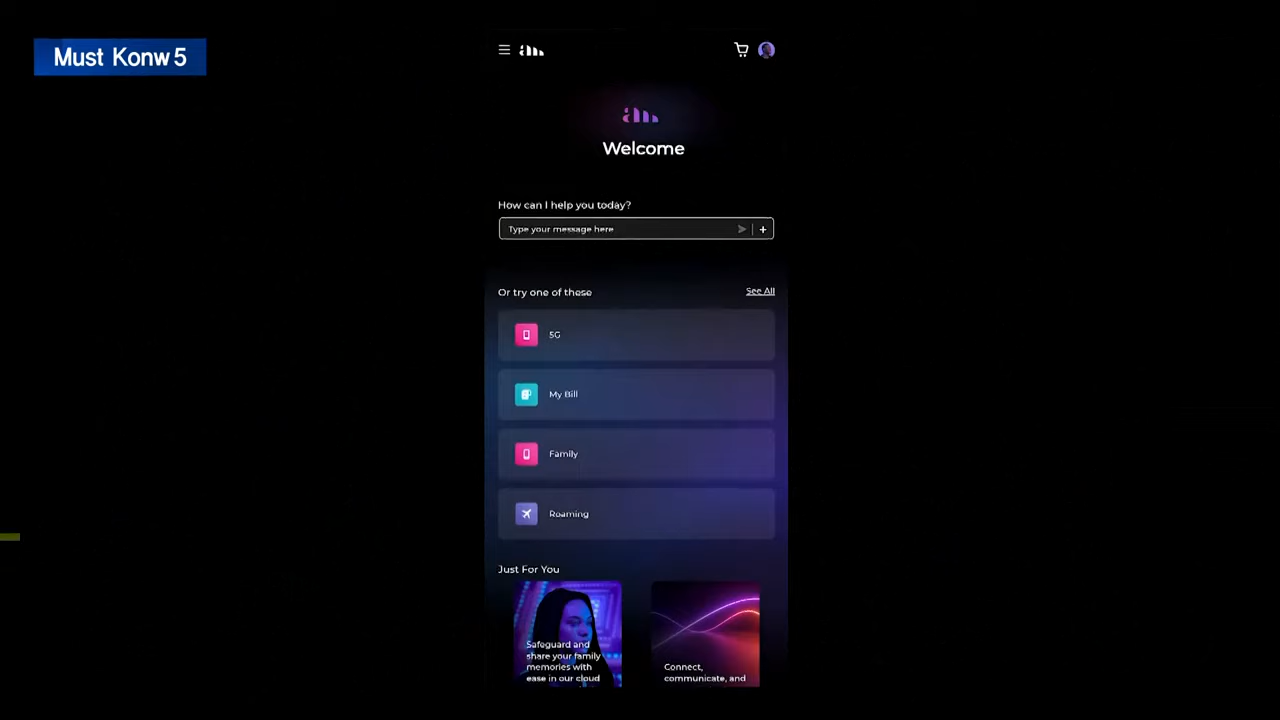 Must Konw 5
am
am
Welcome
How can I help you today?
Type your message here
Or try one of these
See All
5G
My Bill
Family
Roaming
Just For You
Safeguard and
share your family
memories with
ease in our cloud
Connect,
communicate, and